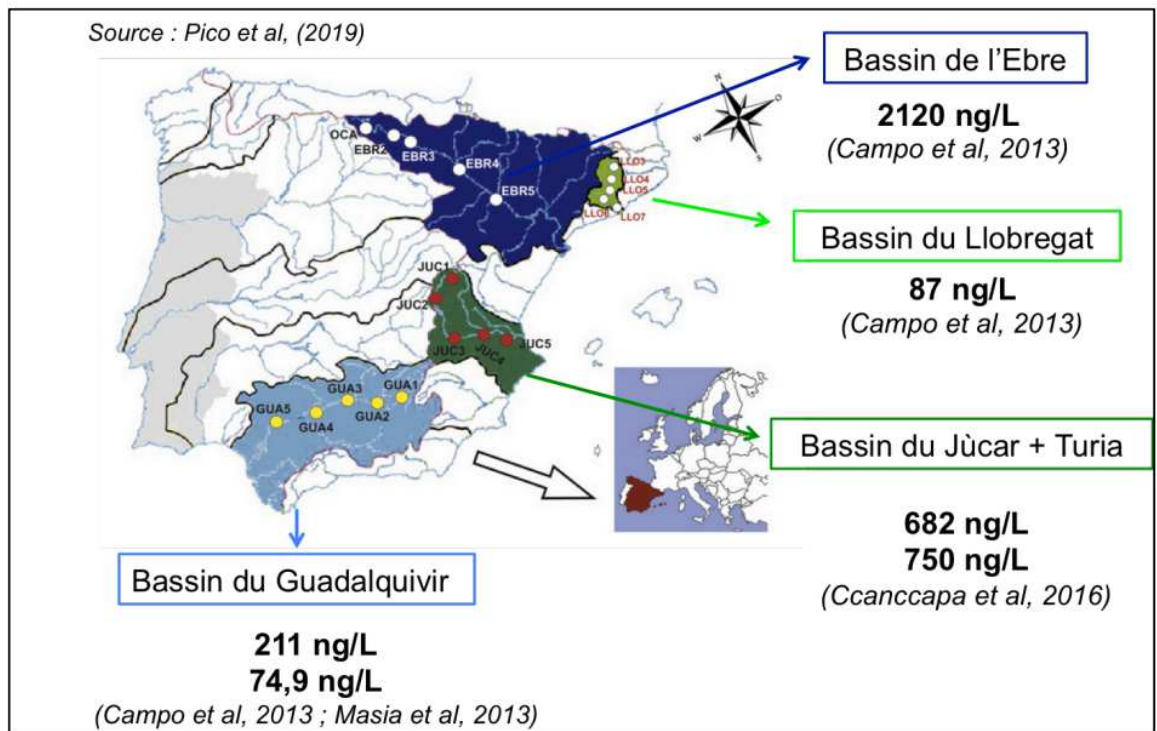 Source : Pico et al, (2019)
Bassin de l'Ebre
2120 ng/L
(Campo et al, 2013)
Bassin du Llobregat
87 ng/L
(Campo et al, 2013)
Bassin du Jùcar + Turia
682 ng/L
750 ng/L
(Ccanccapa et al, 2016)
Bassin du Guadalquivir
211 ng/L
74,9 ng/L
(Campo et al, 2013 ; Masia et al, 2013)
N
O
W
S
OCA
EBR2
EBR3
EBR4
EBR5
LLO3
LLO4
LLO5
LLO6
LLO7
JUC1
JUC2
JUC3
JUC4
JUC5
GUA1
GUA2
GUA3
GUA4
GUA5